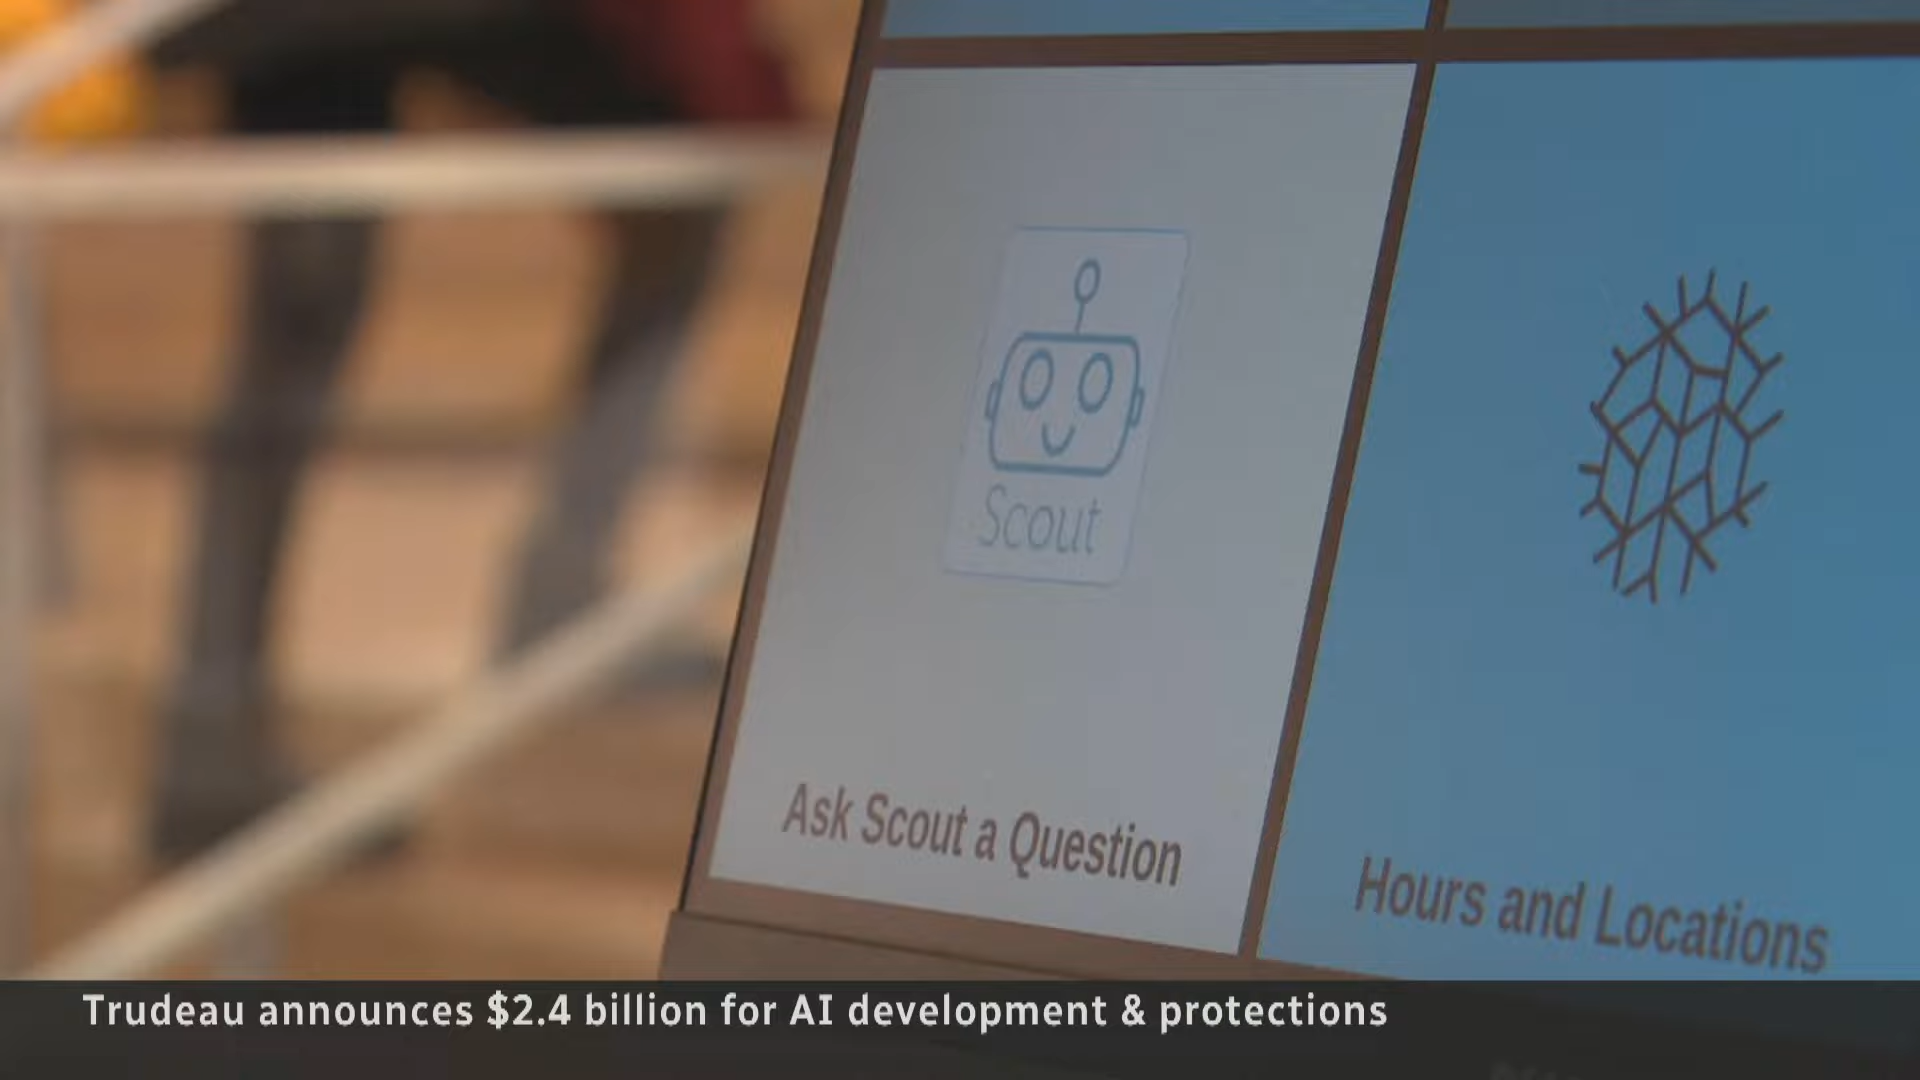 Scout
Ask Scout a Question
Hours and Locations
Trudeau announces $2.4 billion for AI development & protections